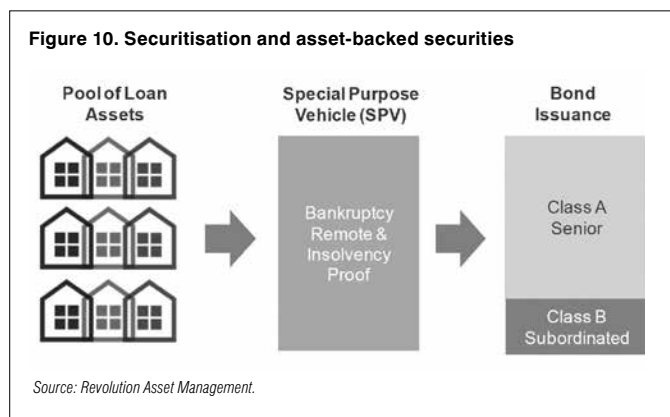 Figure 10. Securitisation and asset-backed securities
Pool of Loan
Assets
Special Purpose
Vehicle (SPV)
Bond
Issuance
Bankruptcy
Remote &
Insolvency
Proof
Class A
Senior
Class B
Subordinated
Source: Revolution Asset Management.